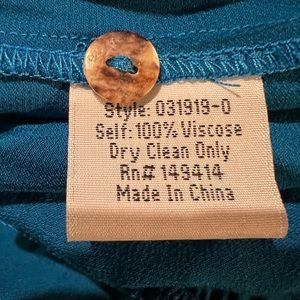 Style: 031919-0
Self: 100% Viscose
Dry Clean Only
Rn# 149414
Made In China